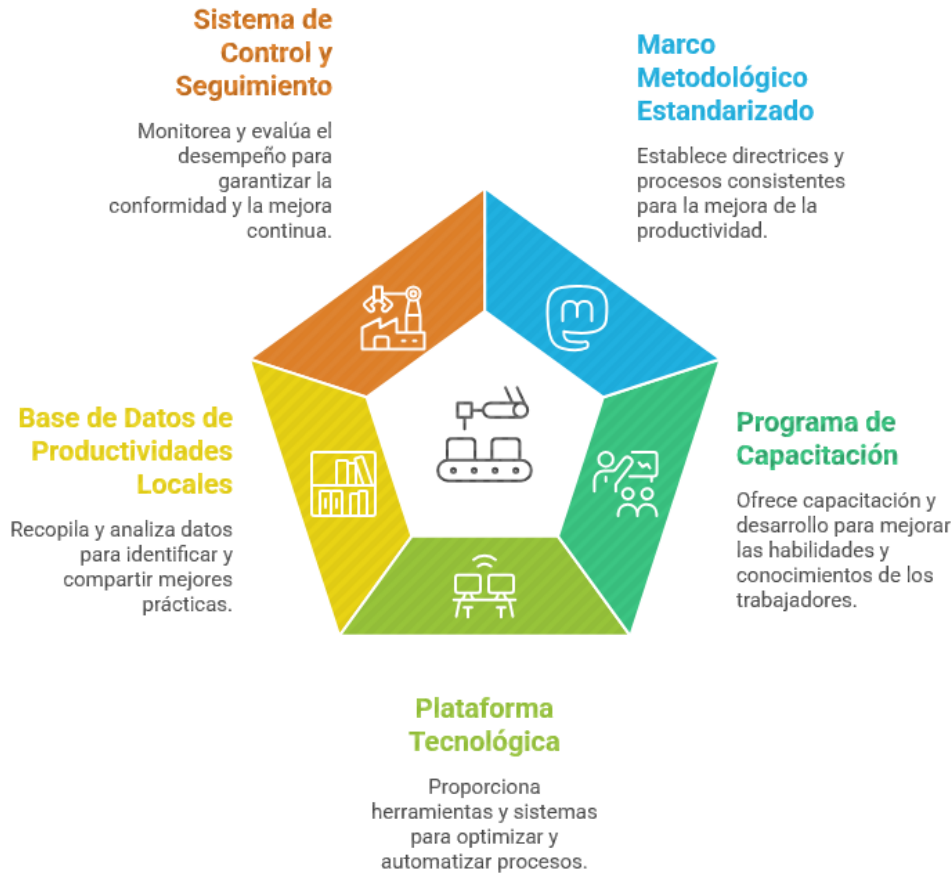 Sistema de
Control y
Seguimiento
Monitorea y evalúa el
desempeño para
garantizar la
conformidad y la mejora
continua.
Marco
Metodológico
Estandarizado
Establece directrices y
procesos consistentes
para la mejora de la
productividad.
Base de Datos de
Productividades
Locales
Recopila y analiza datos
para identificar y
compartir mejores
prácticas.
Programa de
Capacitación
Ofrece capacitación y
desarrollo para mejorar
las habilidades y
conocimientos de los
trabajadores.
Plataforma
Tecnológica
Proporciona
herramientas y sistemas
para optimizar y
automatizar procesos.